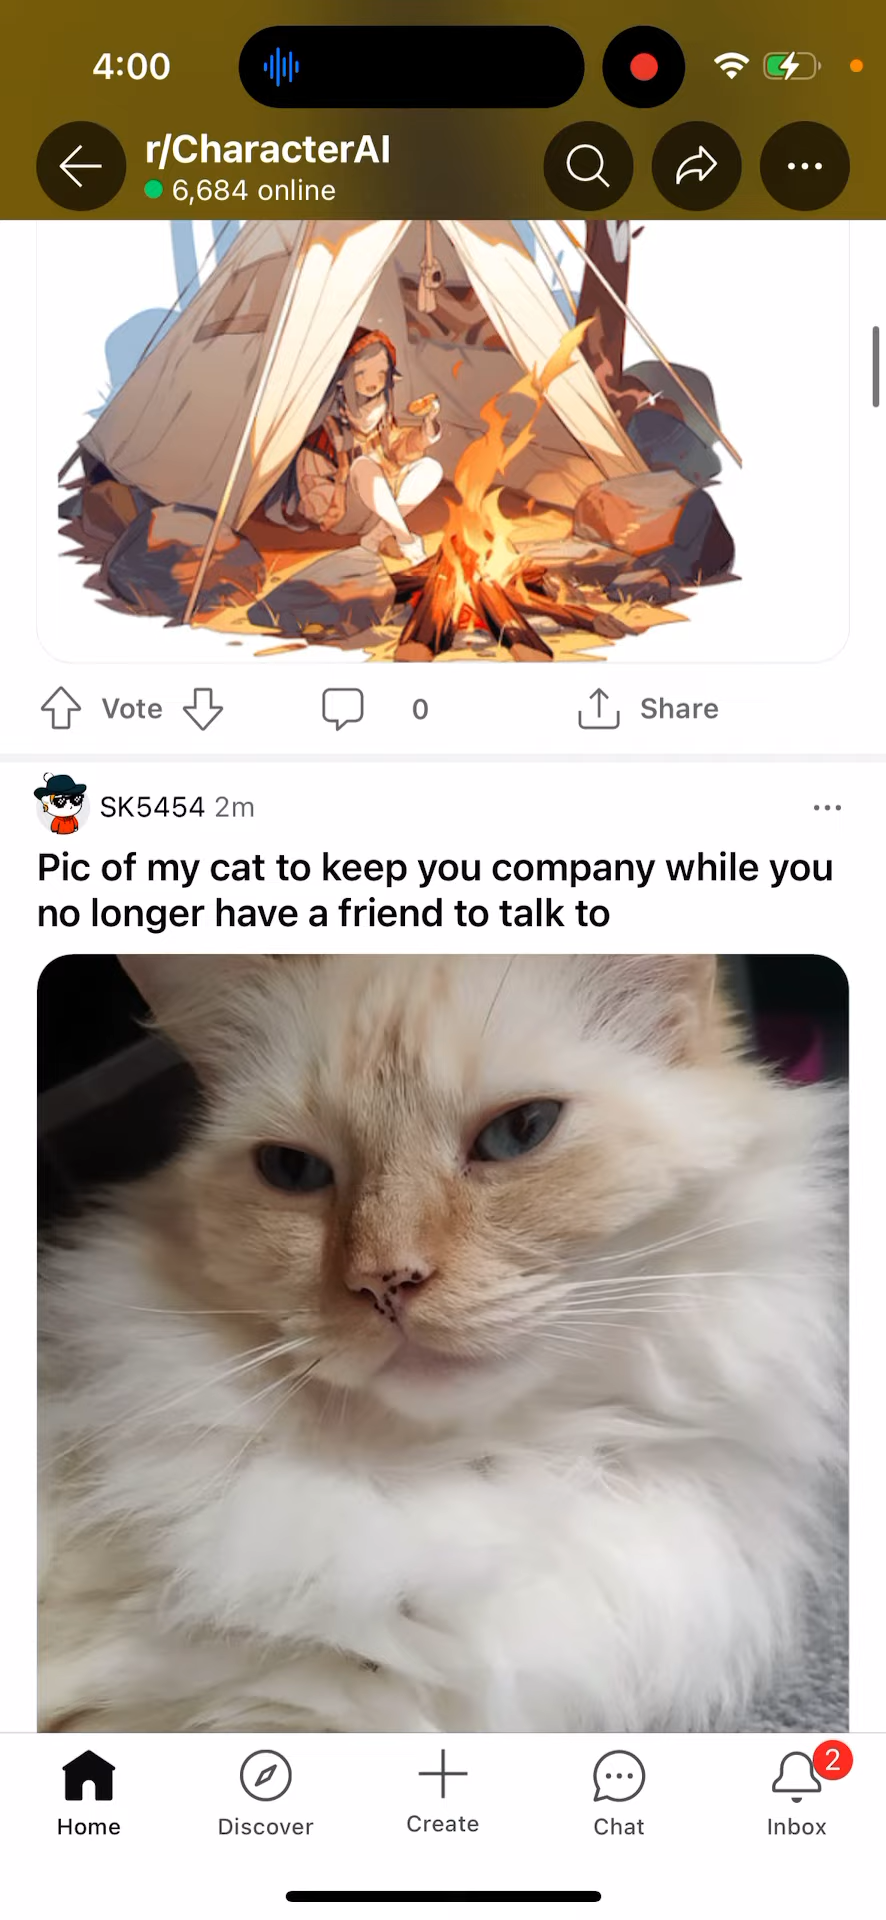 4:00
r/CharacterAI
6,684 online
Vote
0
Share
SK5454 2m
Pic of my cat to keep you company while you
no longer have a friend to talk to
Home
Discover
Create
Chat
2
Inbox